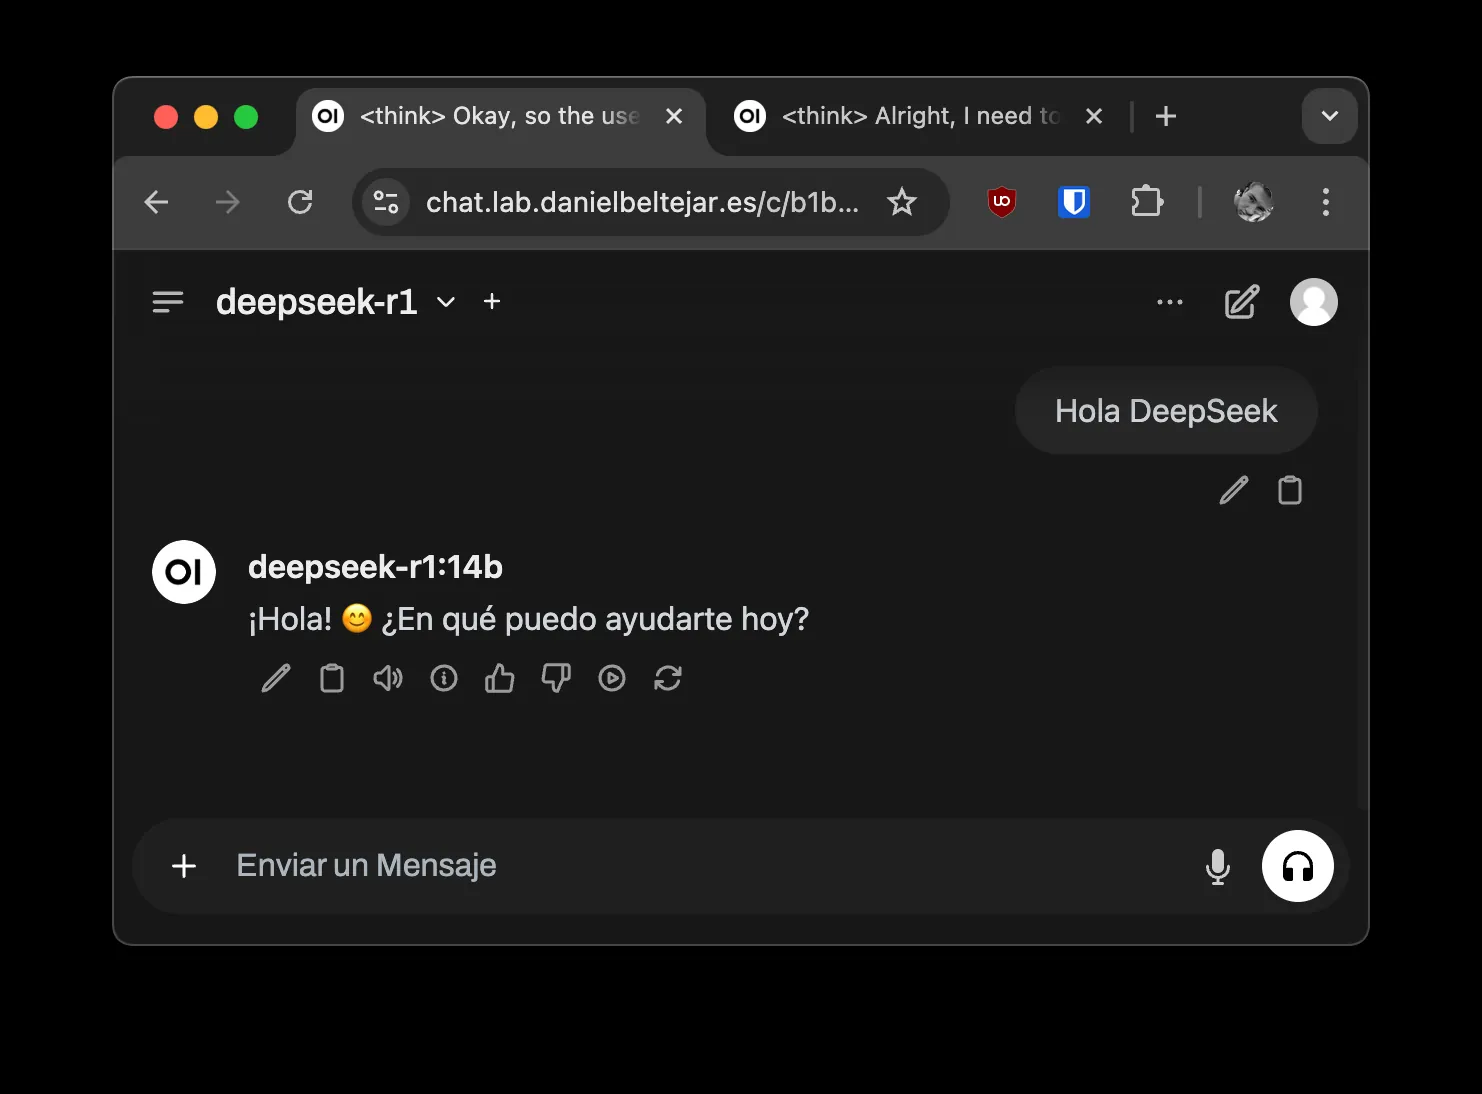 OI <think> Okay, so the use
OI <think> Alright, I need to
chat.lab.danielbeltejar.es/c/b1b...
deepseek-r1
Hola DeepSeek
OI
deepseek-r1:14b
¡Hola! 😊 ¿En qué puedo ayudarte hoy?
Enviar un Mensaje